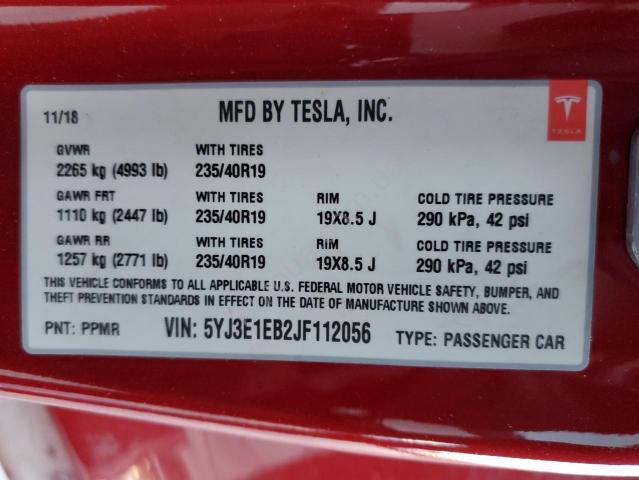 11/18 MFD BY TESLA, INC.
TESLA
GVWR WITH TIRES
2265 kg (4993 lb) 235/40R19
GAWR FRT WITH TIRES RIM COLD TIRE PRESSURE
1110 kg (2447 lb) 235/40R19 19X8.5 J 290 kPa, 42 psi
GAWR RR WITH TIRES RIM COLD TIRE PRESSURE
1257 kg (2771 lb) 235/40R19 19X8.5 J 290 kPa, 42 psi
THIS VEHICLE CONFORMS TO ALL APPLICABLE U.S. FEDERAL MOTOR VEHICLE SAFETY, BUMPER, AND
THEFT PREVENTION STANDARDS IN EFFECT ON THE DATE OF MANUFACTURE SHOWN ABOVE.
PNT: PPMR VIN: 5YJ3E1EB2JF112056 TYPE: PASSENGER CAR